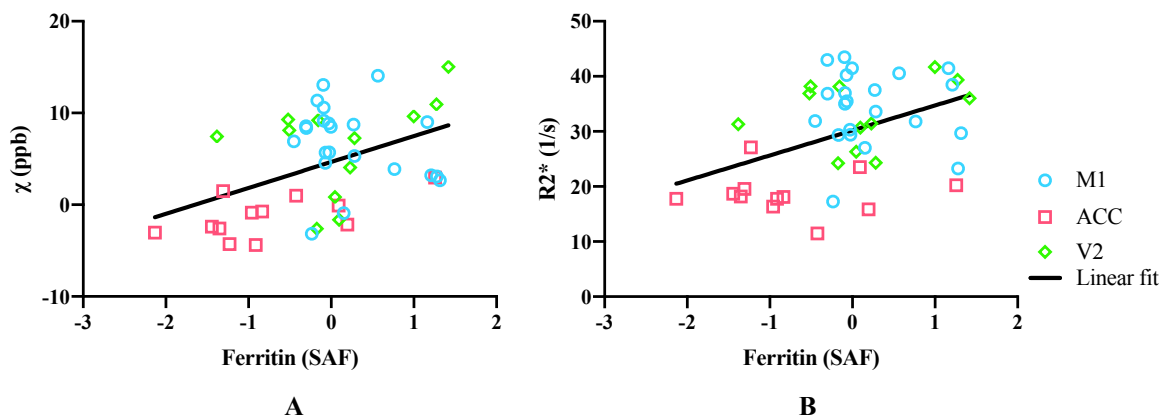 20
10
0
-10
χ (ppb)
-3
-2
-1
0
1
2
Ferritin (SAF)
A
50
40
30
20
10
0
R2* (1/s)
-3
-2
-1
0
1
2
Ferritin (SAF)
B
M1
ACC
V2
Linear fit